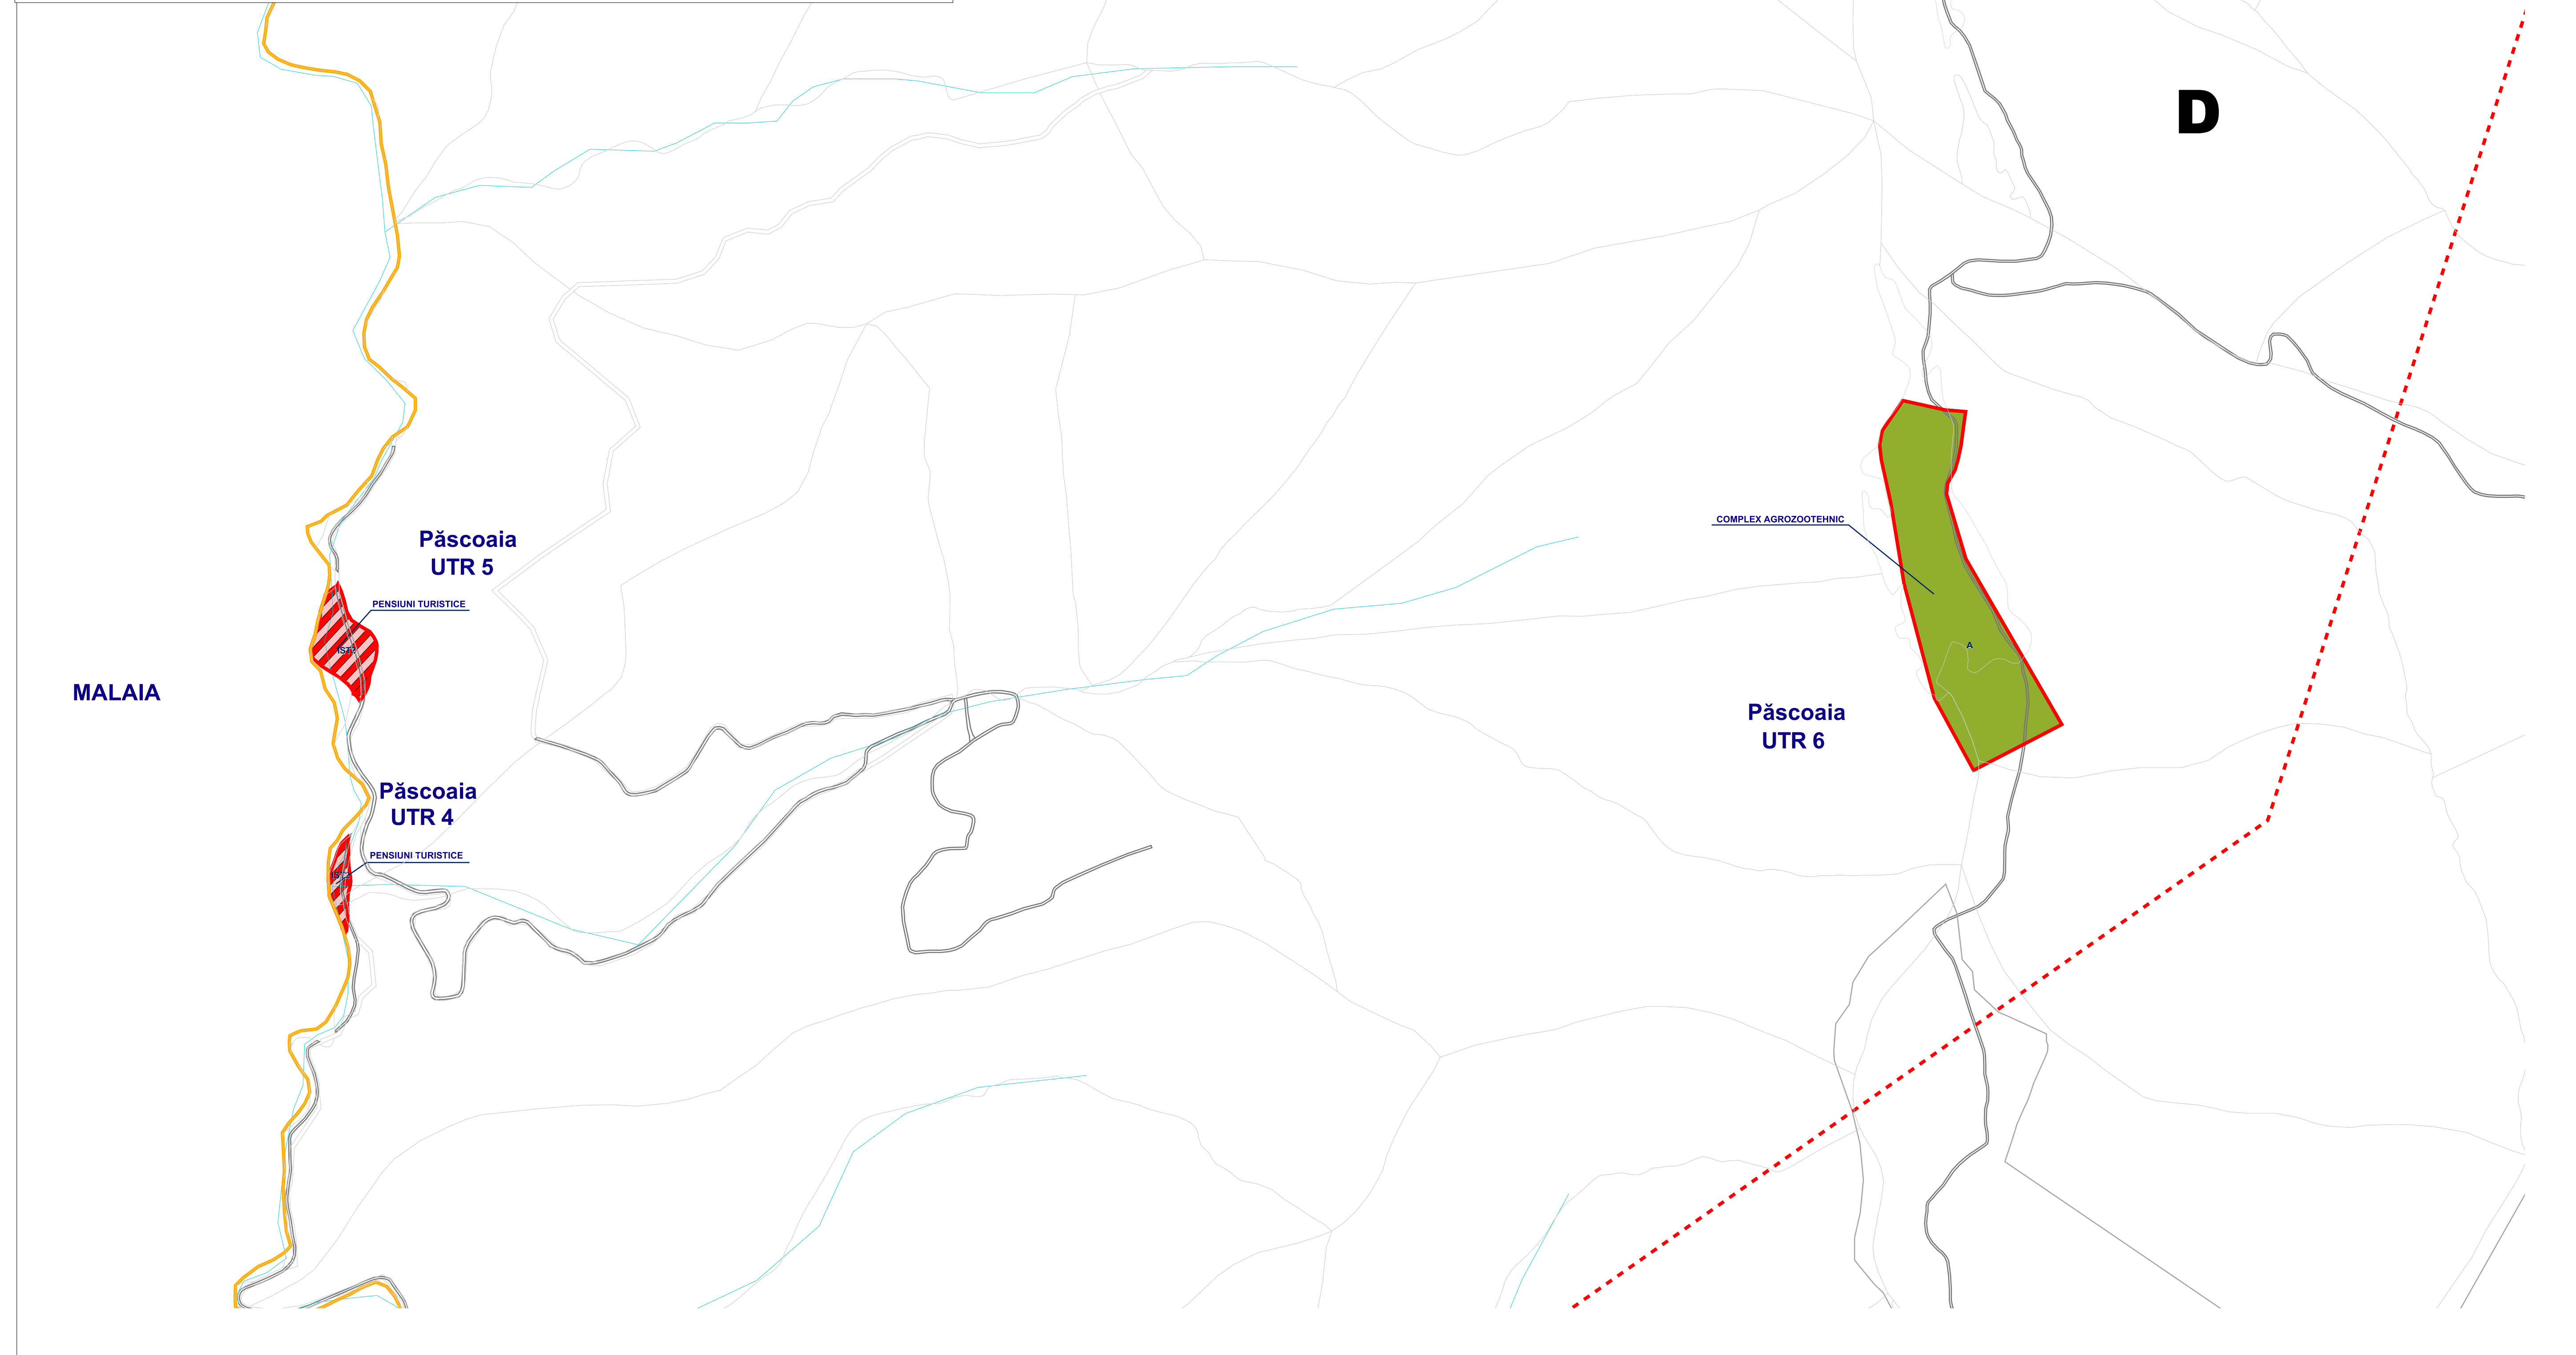 D
COMPLEX AGROZOOTEHNIC
Păscoaia
UTR 5
PENSIUNI TURISTICE
A
MALAIA
Păscoaia
UTR 6
Păscoaia
UTR 4
PENSIUNI TURISTICE